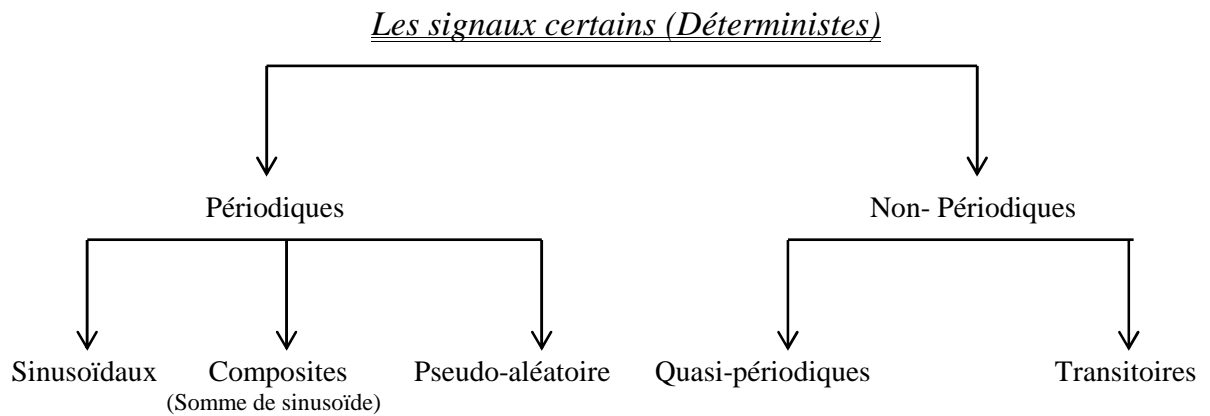 Les signaux certains (Déterministes)
Périodiques Non- Périodiques
Sinusoïdaux Composites Pseudo-aléatoire Quasi-périodiques Transitoires
(Somme de sinusoïde)